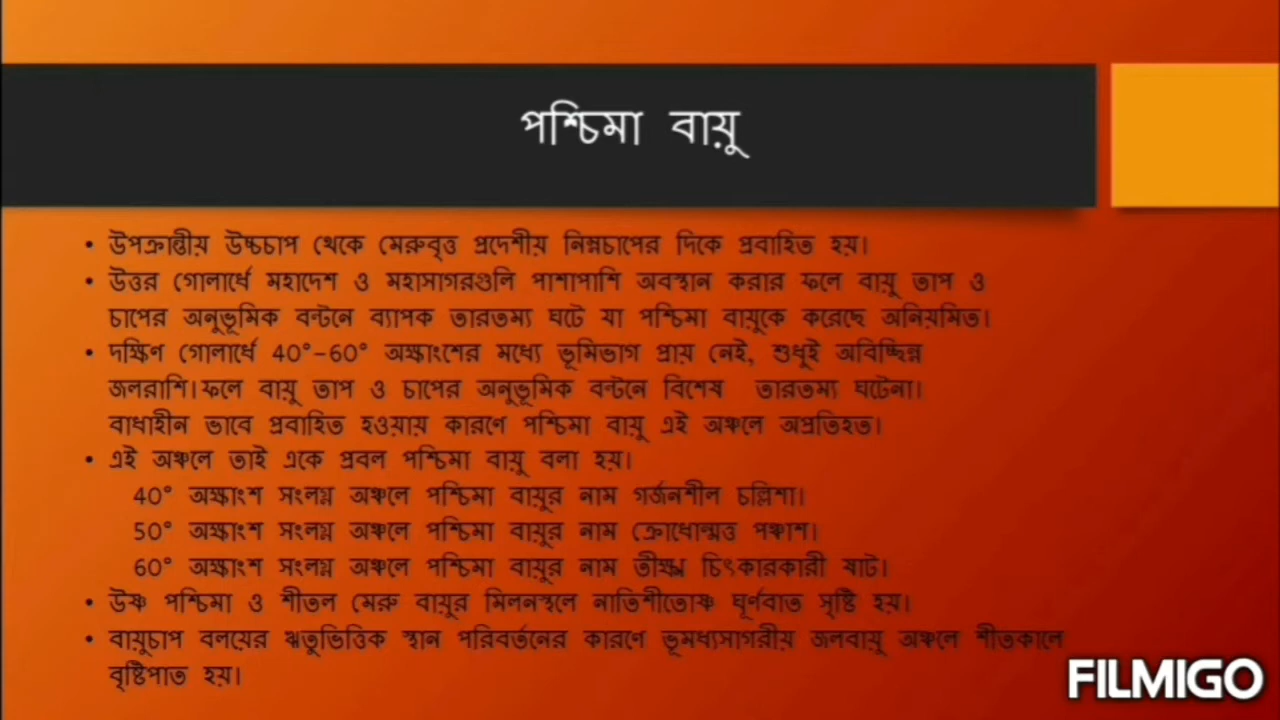 পশ্চিমা বায়ু
• উপক্রান্তীয় উচ্চচাপ থেকে মেরুবৃত্ত প্রদেশীয় নিম্নচাপের দিকে প্রবাহিত হয়।
• উত্তর গোলার্ধে মহাদেশ ও মহাসাগরগুলি পাশাপাশি অবস্থান করার ফলে বায়ু তাপ ও
চাপের অনুভূমিক বন্টনে ব্যাপক তারতম্য ঘটে যা পশ্চিমা বায়ুকে করেছে অনিয়মিত।
• দক্ষিণ গোলার্ধে 40°-60° অক্ষাংশের মধ্যে ভূমিভাগ প্রায় নেই, শুধুই অবিচ্ছিন্ন
জলরাশি।ফলে বায়ু তাপ ও চাপের অনুভূমিক বন্টনে বিশেষ তারতম্য ঘটেনা।
বাধাহীন ভাবে প্রবাহিত হওয়ায় কারণে পশ্চিমা বায়ু এই অঞ্চলে অপ্রতিহত।
• এই অঞ্চলে তাই একে প্রবল পশ্চিমা বায়ু বলা হয়।
40° অক্ষাংশ সংলগ্ন অঞ্চলে পশ্চিমা বায়ুর নাম গর্জনশীল চল্লিশা।
50° অক্ষাংশ সংলগ্ন অঞ্চলে পশ্চিমা বায়ুর নাম ক্রোধোন্মত্ত পঞ্চাশ।
60° অক্ষাংশ সংলগ্ন অঞ্চলে পশ্চিমা বায়ুর নাম তীক্ষ্ম চিৎকারকারী ষাট।
• উষ্ণ পশ্চিমা ও শীতল মেরু বায়ুর মিলনস্থলে নাতিশীতোষ্ণ ঘূর্ণবাত সৃষ্টি হয়।
• বায়ুচাপ বলয়ের ঋতুভিত্তিক স্থান পরিবর্তনের কারণে ভূমধ্যসাগরীয় জলবায়ু অঞ্চলে শীতকালে
বৃষ্টিপাত হয়।
FILMIGO